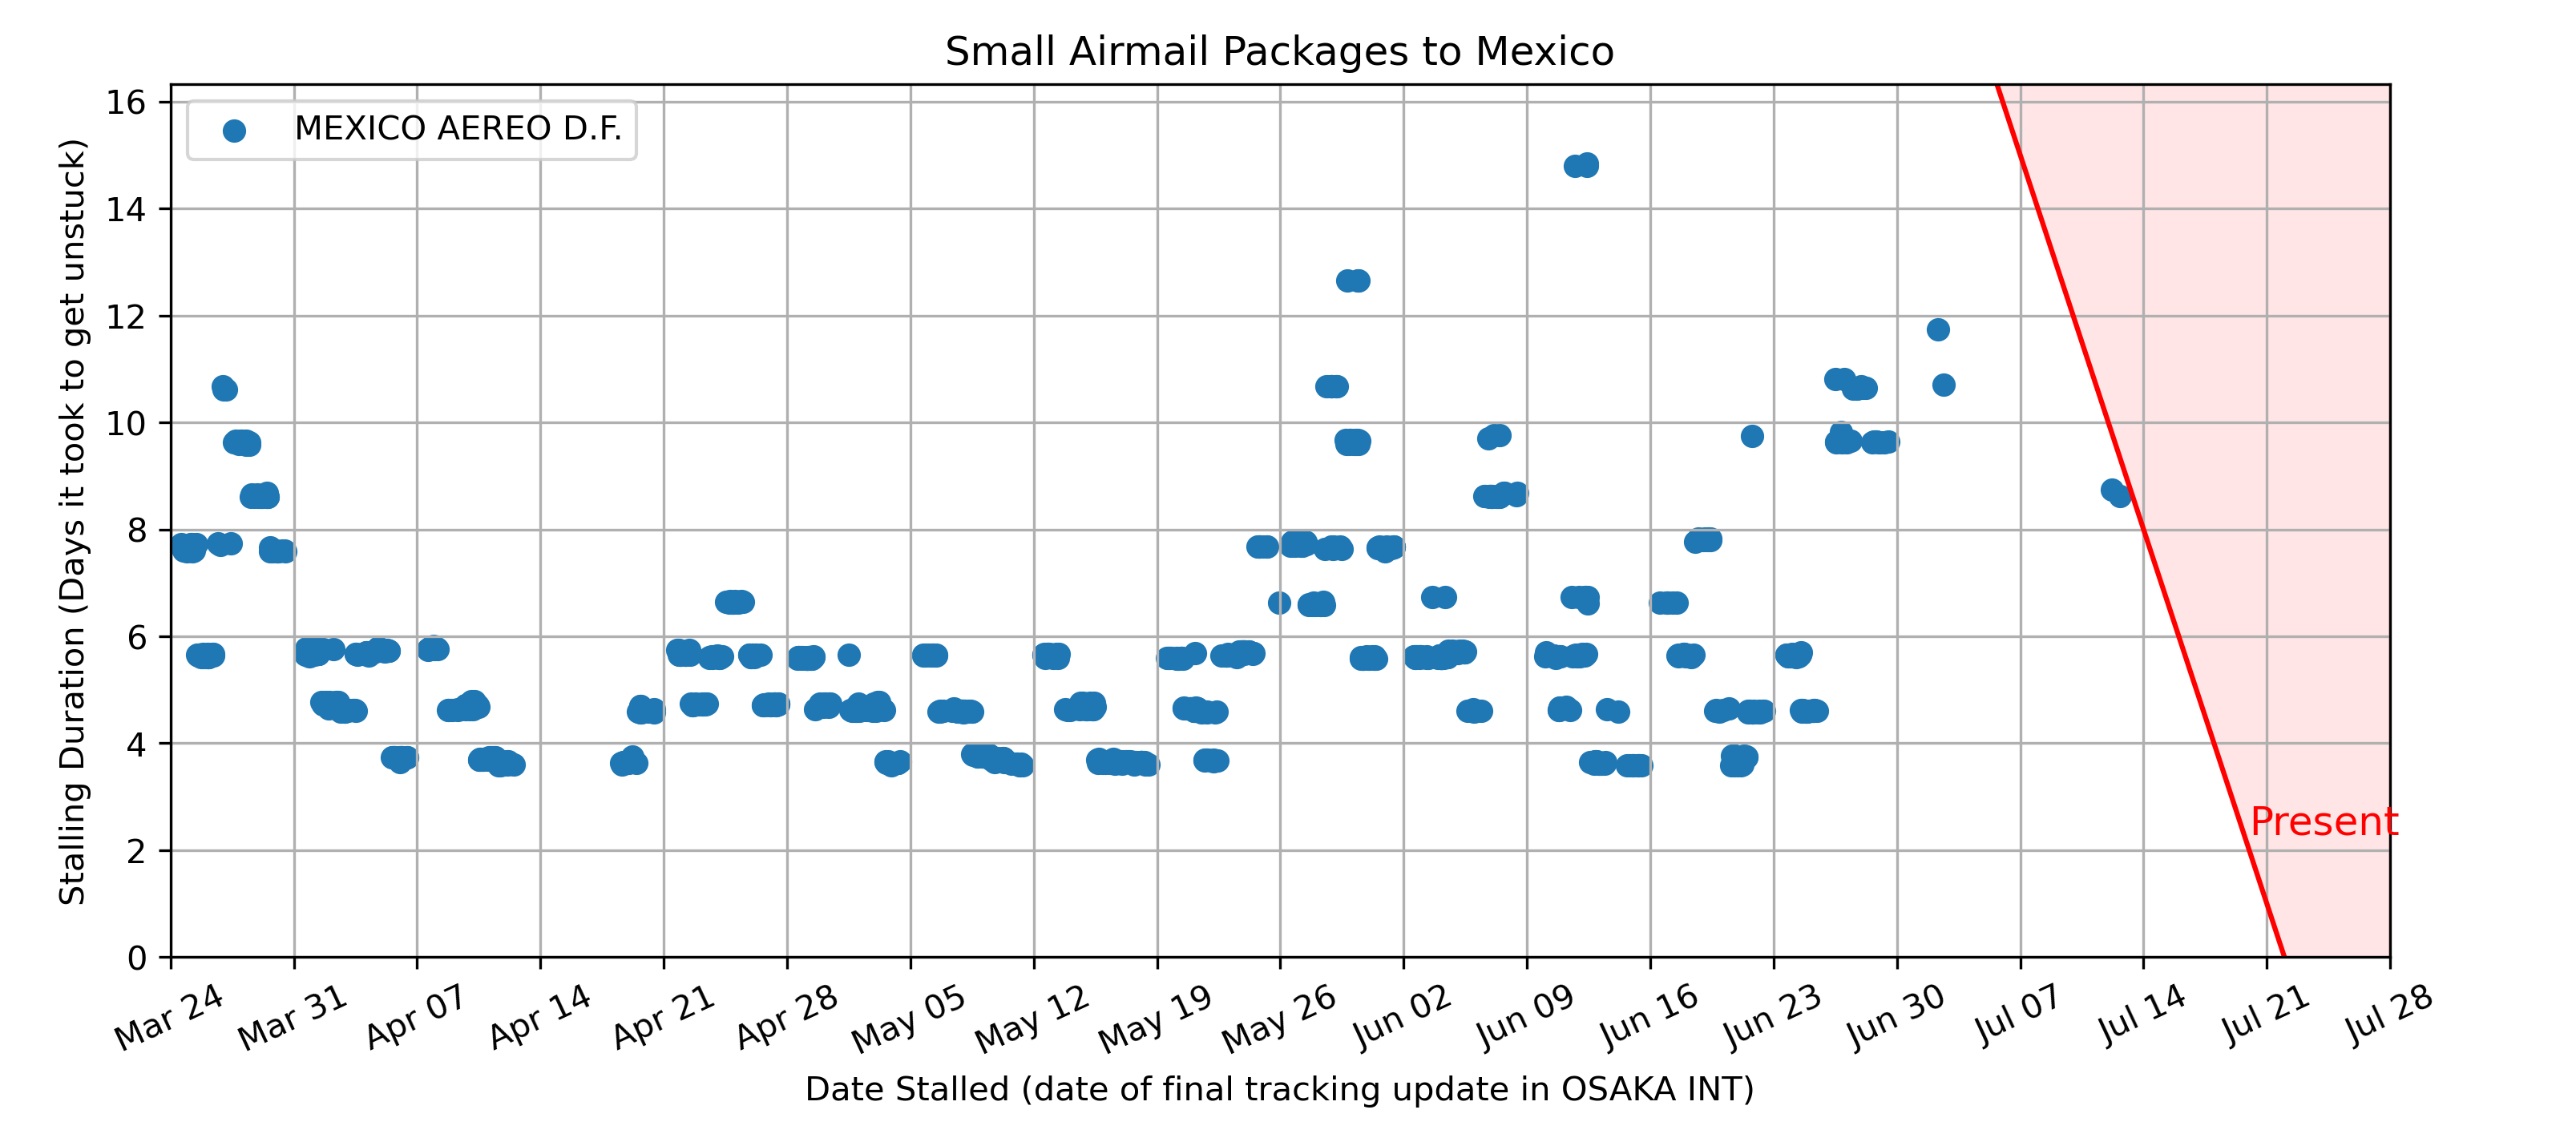 Small Airmail Packages to Mexico
MEXICO AEREO D.F.
Stalling Duration (Days it took to get unstuck)
16
14
12
10
8
6
4
2
0
Present
Mar 24
Mar 31
Apr 07
Apr 14
Apr 21
Apr 28
May 05
May 12
May 19
May 26
Jun 02
Jun 09
Jun 16
Jun 23
Jun 30
Jul 07
Jul 14
Jul 21
Jul 28
Date Stalled (date of final tracking update in OSAKA INT)